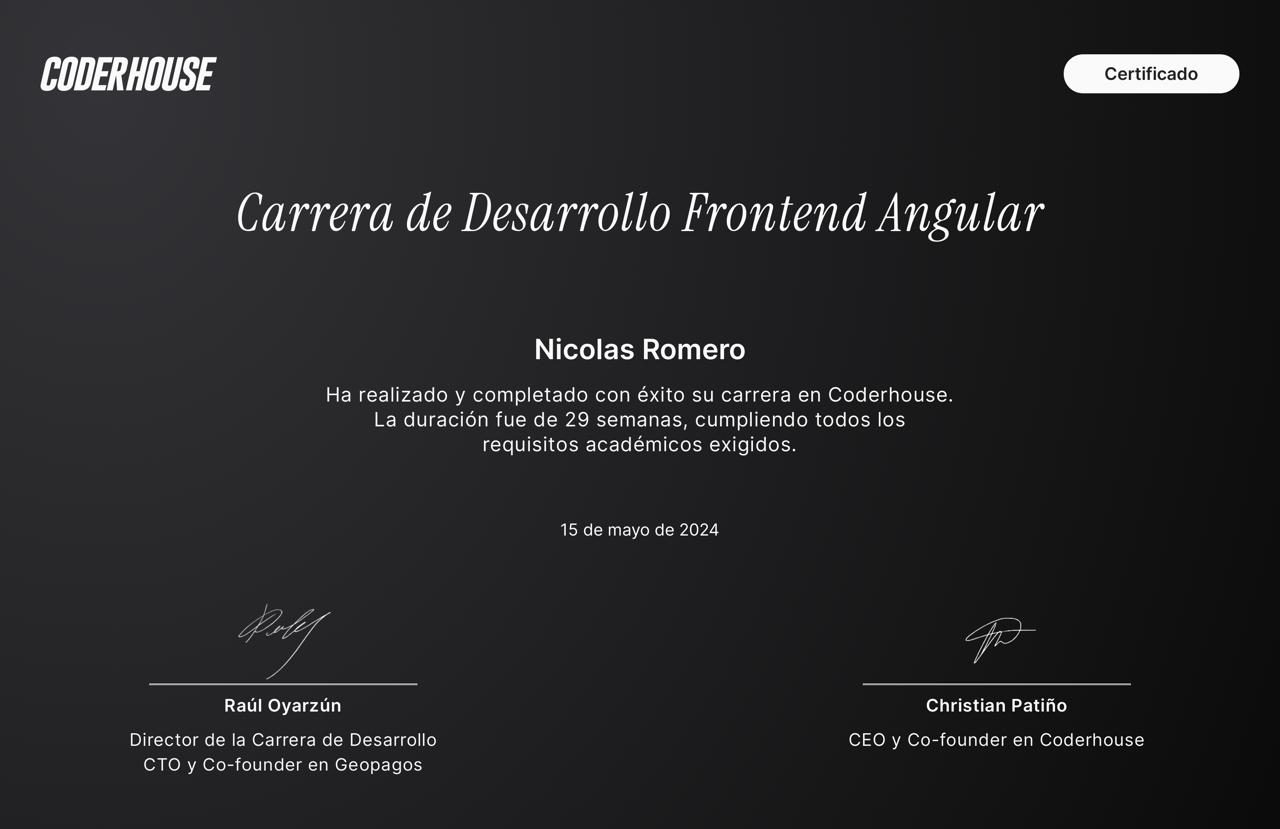 CODERHOUSE
Certificado
Carrera de Desarrollo Frontend Angular
Nicolas Romero
Ha realizado y completado con éxito su carrera en Coderhouse.
La duración fue de 29 semanas, cumpliendo todos los
requisitos académicos exigidos.
15 de mayo de 2024
Raúl Oyarzún
Director de la Carrera de Desarrollo
CTO y Co-founder en Geopagos
Christian Patiño
CEO y Co-founder en Coderhouse